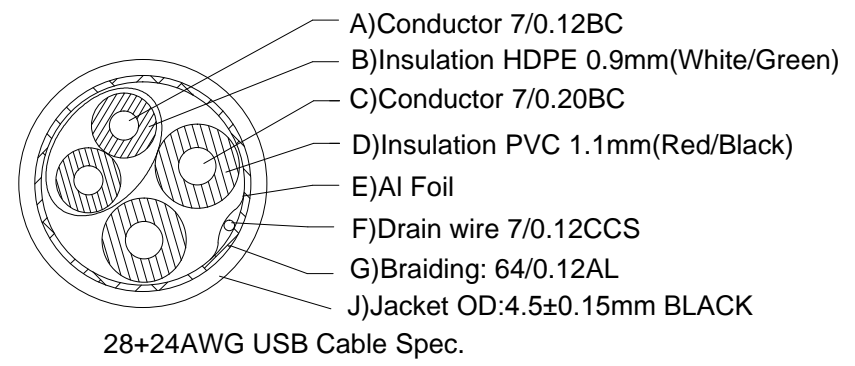 A)Conductor 7/0.12BC
B)Insulation HDPE 0.9mm(White/Green)
C)Conductor 7/0.20BC
D)Insulation PVC 1.1mm(Red/Black)
E)Al Foil
F)Drain wire 7/0.12CCS
G)Braiding: 64/0.12AL
J)Jacket OD:4.5±0.15mm BLACK
28+24AWG USB Cable Spec.